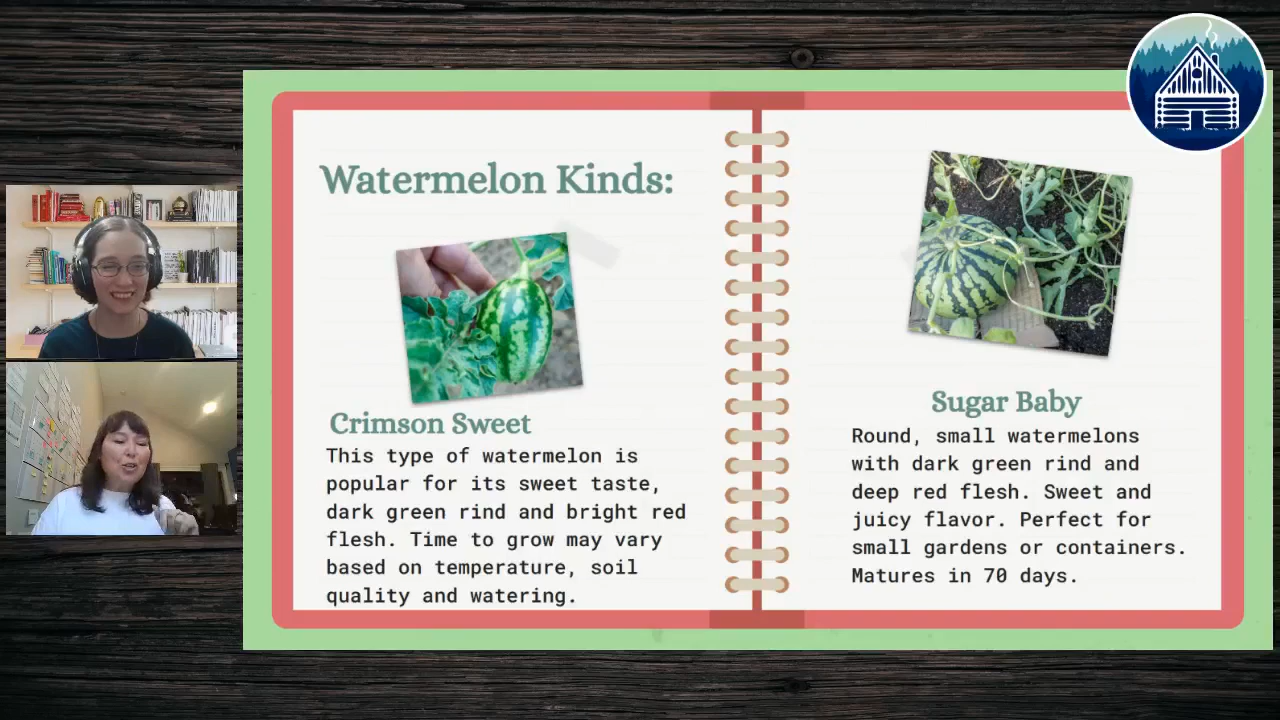 Watermelon Kinds:
Crimson Sweet
This type of watermelon is
popular for its sweet taste,
dark green rind and bright red
flesh. Time to grow may vary
based on temperature, soil
quality and watering.
Sugar Baby
Round, small watermelons
with dark green rind and
deep red flesh. Sweet and
juicy flavor. Perfect for
small gardens or containers.
Matures in 70 days.